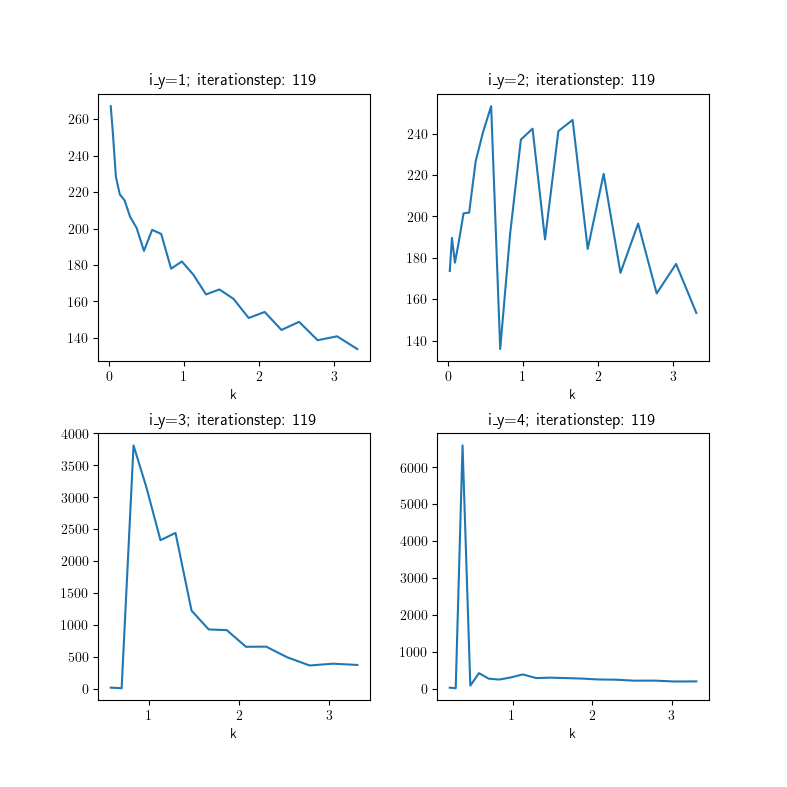 i_y=1; iterationstep: 119
260
240
220
200
180
160
140
0 1 2 3
k
i_y=2; iterationstep: 119
240
220
200
180
160
140
0 1 2 3
k
i_y=3; iterationstep: 119
4000
3500
3000
2500
2000
1500
1000
500
0
1 2 3
k
i_y=4; iterationstep: 119
6000
5000
4000
3000
2000
1000
0
1 2 3
k